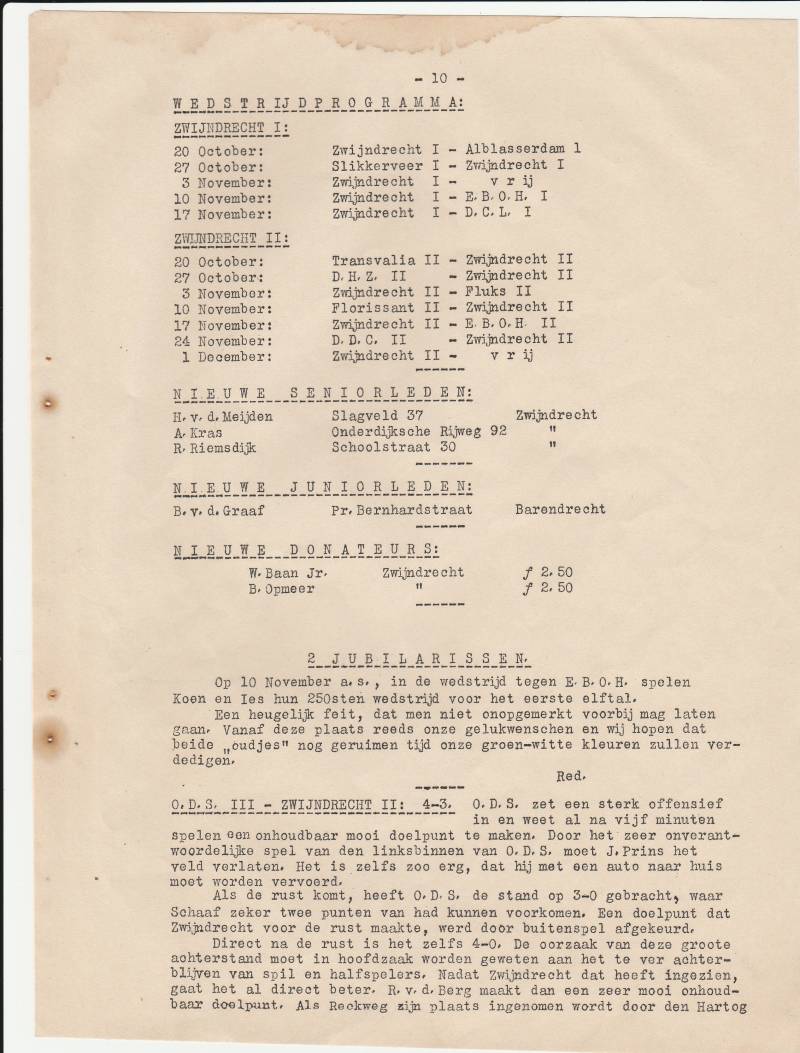 - 10 -
W E D S T R I J D P R O G R A M M A:
ZWIJNDRECHT I:
20 October: Zwijndrecht I - Alblasserdam 1
27 October: Slikkerveer I - Zwijndrecht I
3 November: Zwijndrecht I - v r ij
10 November: Zwijndrecht I - E.B.O.H. I
17 November: Zwijndrecht I - D.C.L. I
ZWIJNDRECHT II:
20 October: Transvalia II - Zwijndrecht II
27 October: D.H.Z. II - Zwijndrecht II
3 November: Zwijndrecht II - Fluks II
10 November: Florissant II - Zwijndrecht II
17 November: Zwijndrecht II - E.B.O.H. II
24 November: D.D.C. II - Zwijndrecht II
1 December: Zwijndrecht II - v r ij
-------
N I E U W E S E N I O R L E D E N:
H.v.d.Meijden Slagveld 37 Zwijndrecht
A.Kras Onderdijksche Rijweg 92 "
R.Riemsdijk Schoolstraat 30 "
-------
N I E U W E J U N I O R L E D E N:
B.v.d.Graaf Pr.Bernhardstraat Barendrecht
-------
N I E U W E D O N A T E U R S:
W.Baan Jr. Zwijndrecht ƒ 2.50
B.Opmeer " ƒ 2.50
-------
2 J U B I L A R I S S E N.
Op 10 November a.s., in de wedstrijd tegen E.B.O.H. spelen
Koen en Ies hun 250sten wedstrijd voor het eerste elftal.
Een heugelijk feit, dat men niet onopgemerkt voorbij mag laten
gaan. Vanaf deze plaats reeds onze gelukwenschen en wij hopen dat
beide „oudjes" nog geruimen tijd onze groen-witte kleuren zullen ver-
dedigen.
Red.
-------
O.D.S. III - ZWIJNDRECHT II: 4-3. O.D.S. zet een sterk offensief
in en weet al na vijf minuten
spelen een onhoudbaar mooi doelpunt te maken. Door het zeer onverant-
woordelijke spel van den linksbinnen van O.D.S. moet J.Prins het
veld verlaten. Het is zelfs zoo erg, dat hij met een auto naar huis
moet worden vervoerd.
Als de rust komt, heeft O.D.S. de stand op 3-0 gebracht, waar
Schaaf zeker twee punten van had kunnen voorkomen. Een doelpunt dat
Zwijndrecht voor de rust maakte, werd door buitenspel afgekeurd.
Direct na de rust is het zelfs 4-0. De oorzaak van deze groote
achterstand moet in hoofdzaak worden geweten aan het te ver achter-
blijven van spil en halfspelers. Nadat Zwijndrecht dat heeft ingezien,
gaat het al direct beter. R.v.d.Berg maakt dan een zeer mooi onhoud-
baar doelpunt. Als Reckweg zijn plaats ingenomen wordt door den Hartog